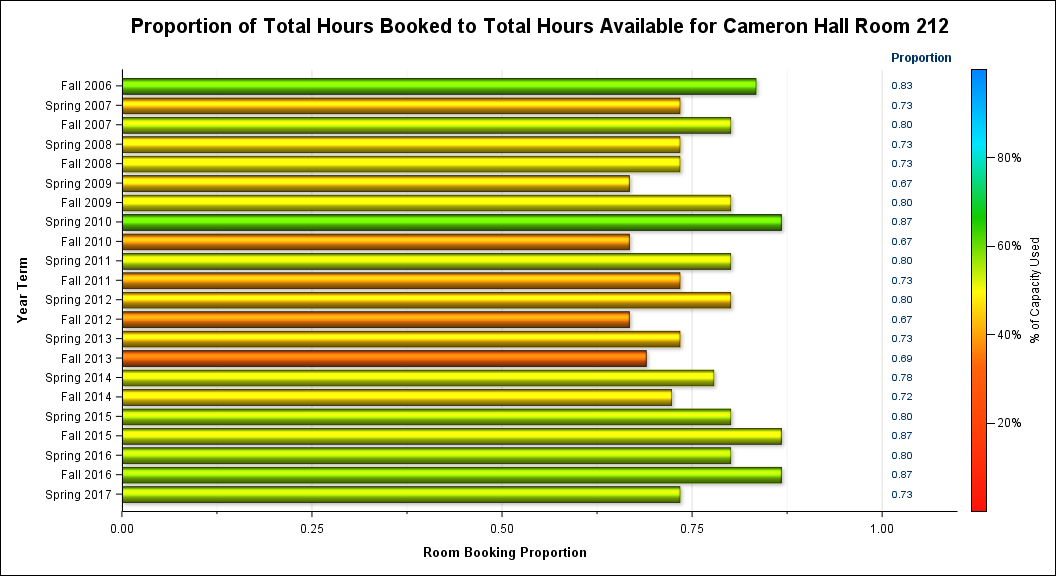 Proportion of Total Hours Booked to Total Hours Available for Cameron Hall Room 212
Proportion
Fall 2006 0.83
Spring 2007 0.73
Fall 2007 0.80
Spring 2008 0.73
Fall 2008 0.73
Spring 2009 0.67
Fall 2009 0.80
Spring 2010 0.87
Fall 2010 0.67
Spring 2011 0.80
Fall 2011 0.73
Spring 2012 0.80
Fall 2012 0.67
Spring 2013 0.73
Fall 2013 0.69
Spring 2014 0.78
Fall 2014 0.72
Spring 2015 0.80
Fall 2015 0.87
Spring 2016 0.80
Fall 2016 0.87
Spring 2017 0.73
Year Term
80%
60%
40%
20%
% of Capacity Used
0.00 0.25 0.50 0.75 1.00
Room Booking Proportion